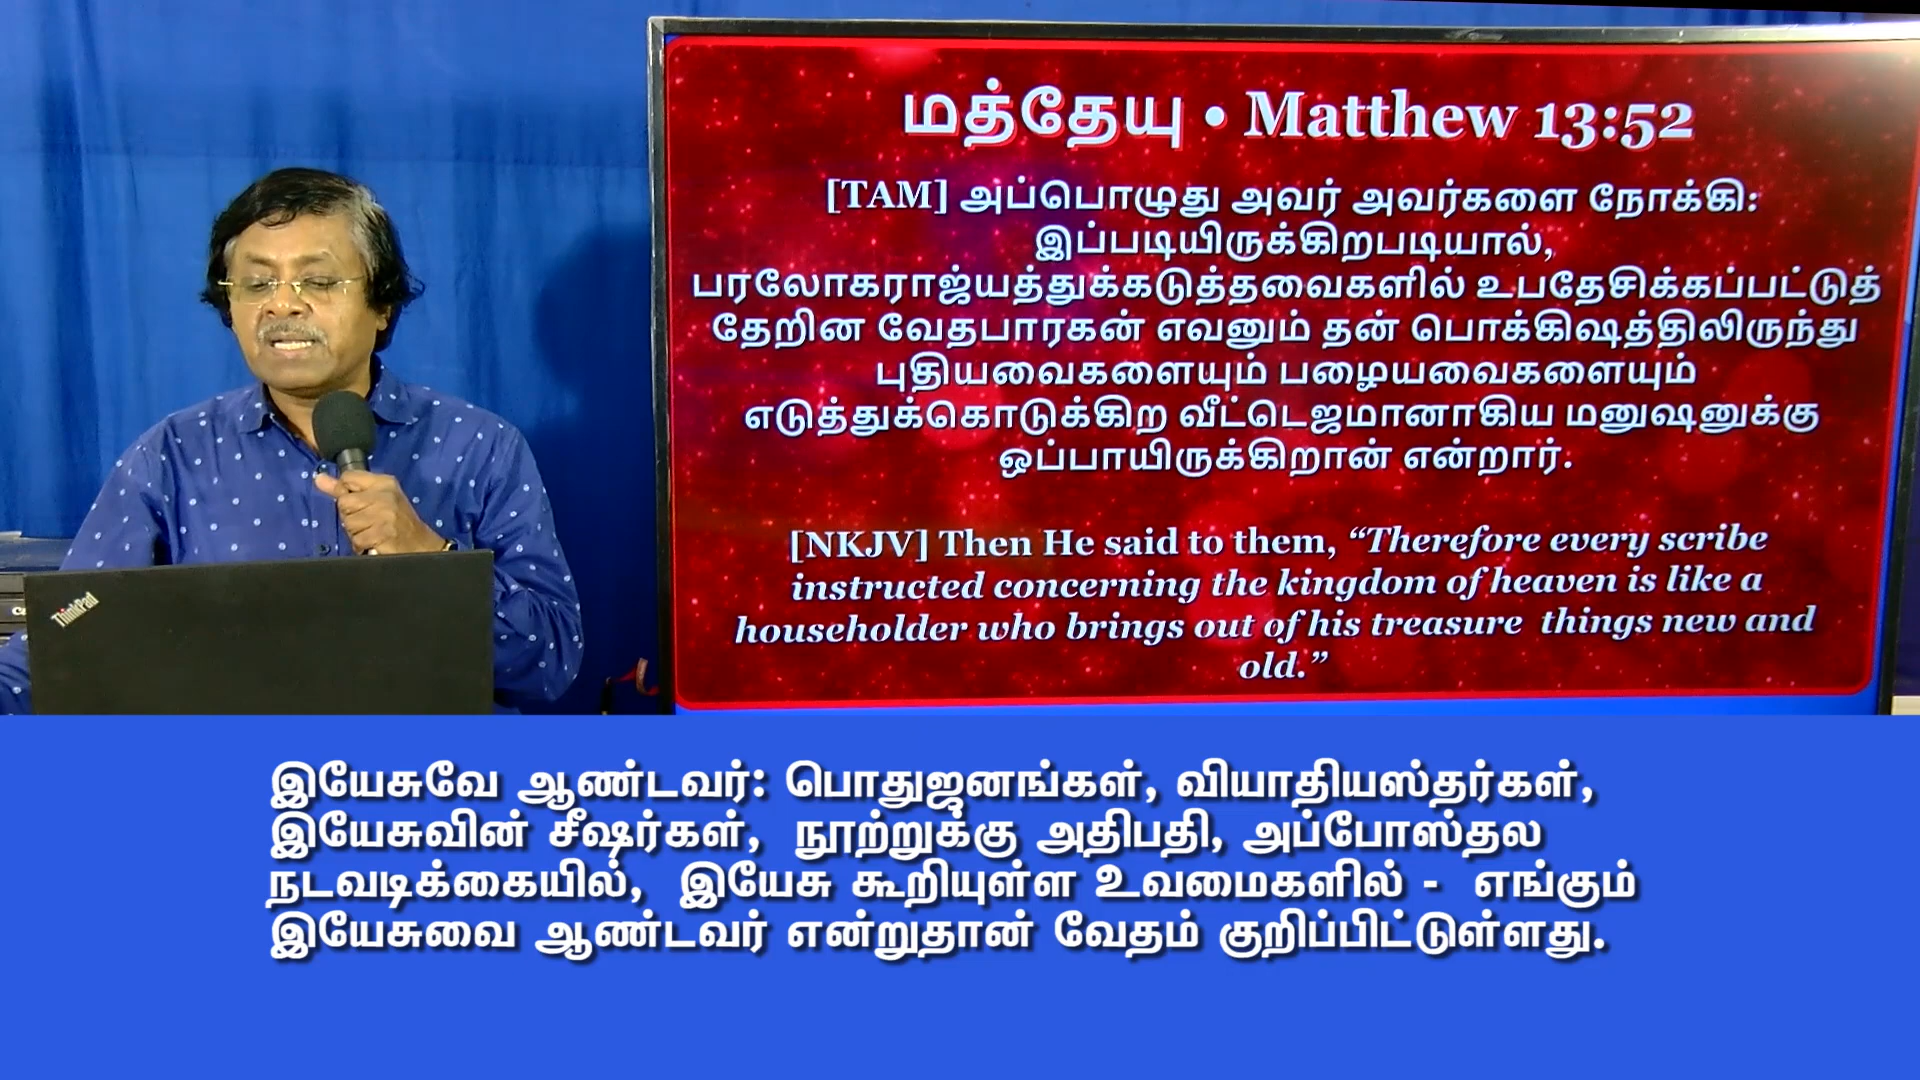 மத்தேயு • Matthew 13:52
[TAM] அப்பொழுது அவர் அவர்களை நோக்கி:
இப்படியிருக்கிறபடியால்,
பரலோகராஜ்யத்துக்கடுத்தவைகளில் உபதேசிக்கப்பட்டுத்
தேறின வேதபாரகன் எவனும் தன் பொக்கிஷத்திலிருந்து
புதியவைகளையும் பழையவைகளையும்
எடுத்துக்கொடுக்கிற வீட்டெஜமானாகிய மனுஷனுக்கு
ஒப்பாயிருக்கிறான் என்றார்.
[NKJV] Then He said to them, “Therefore every scribe
instructed concerning the kingdom of heaven is like a
householder who brings out of his treasure things new and
old.”
ThinkPad
இயேசுவே ஆண்டவர்: பொதுஜனங்கள், வியாதியஸ்தர்கள்,
இயேசுவின் சீஷர்கள், நூற்றுக்கு அதிபதி, அப்போஸ்தல
நடவடிக்கையில், இயேசு கூறியுள்ள உவமைகளில் - எங்கும்
இயேசுவை ஆண்டவர் என்றுதான் வேதம் குறிப்பிட்டுள்ளது.